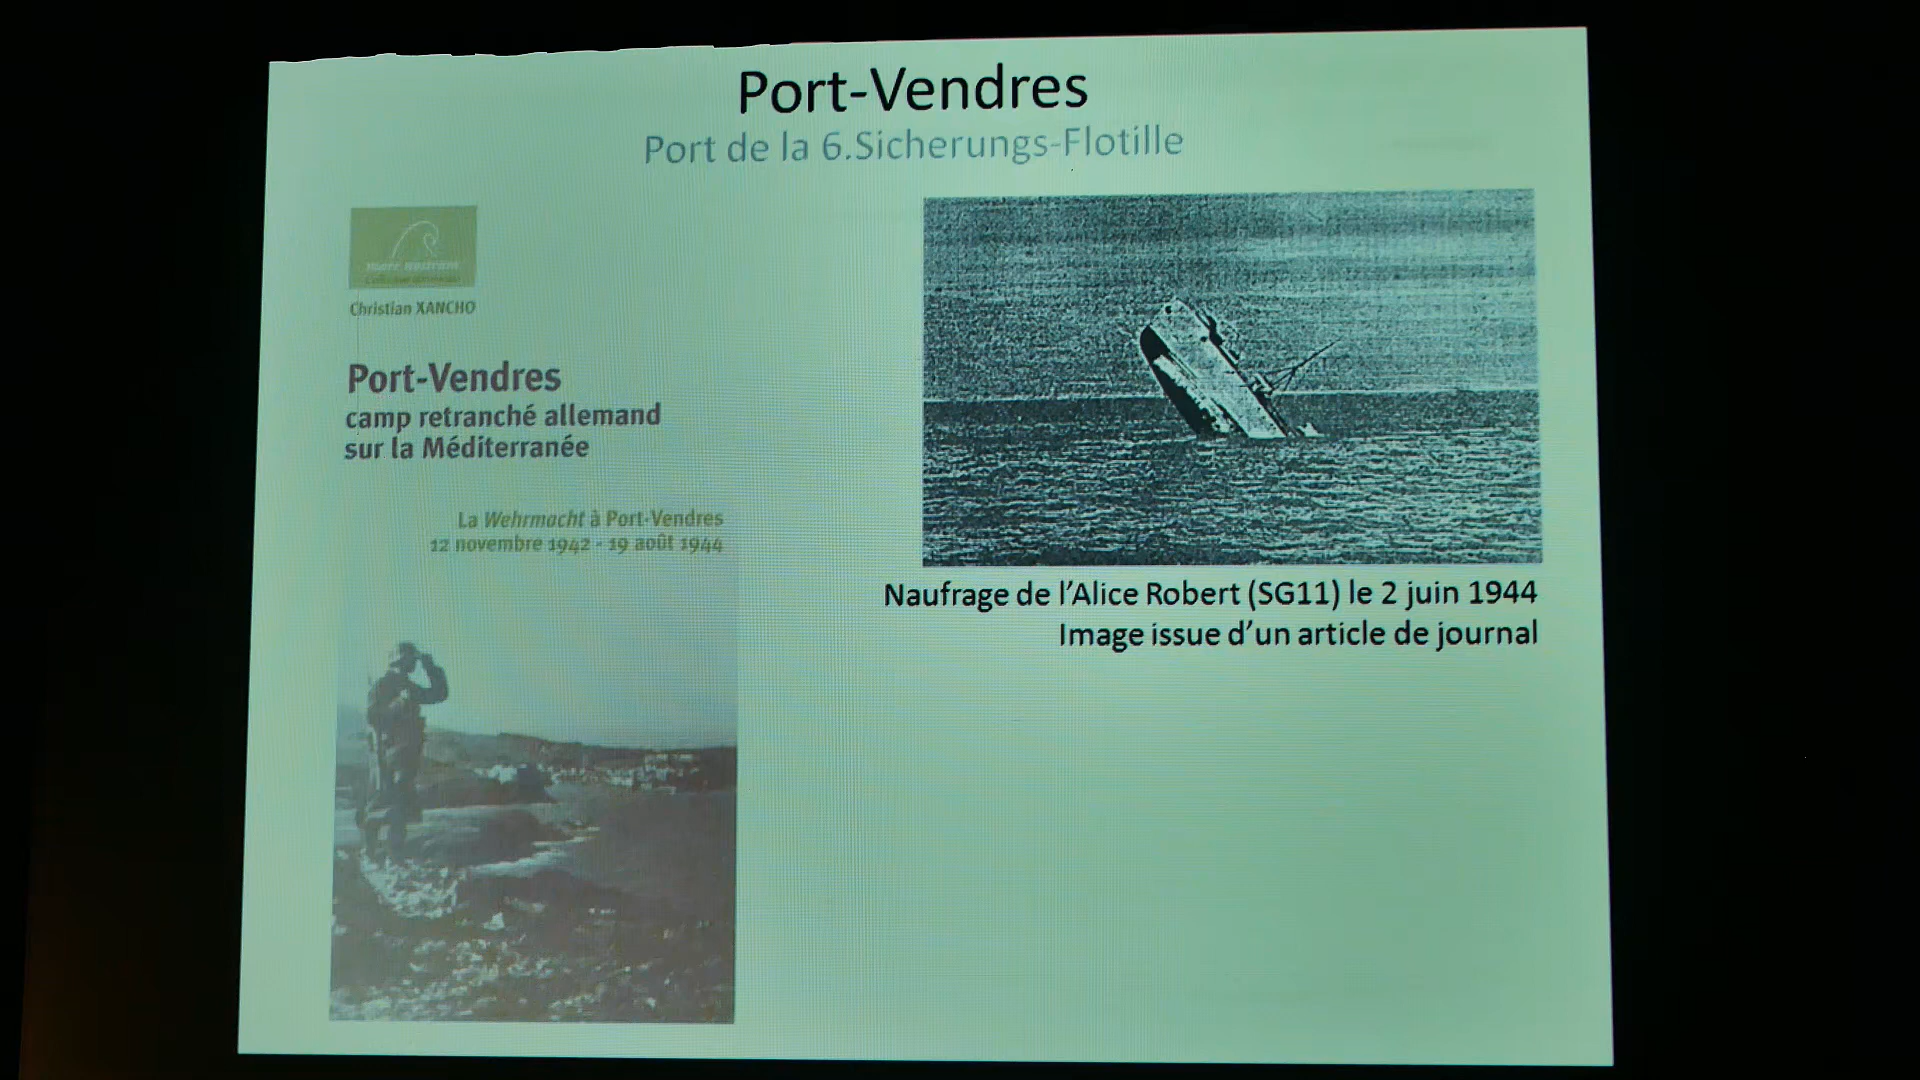 Port-Vendres
Port de la 6.Sicherungs-Flotille
Christian XANCHO
Port-Vendres
camp retranché allemand
sur la Méditerranée
La Wehrmacht à Port-Vendres
12 novembre 1942 - 19 août 1944
Naufrage de l'Alice Robert (SG11) le 2 juin 1944
Image issue d'un article de journal